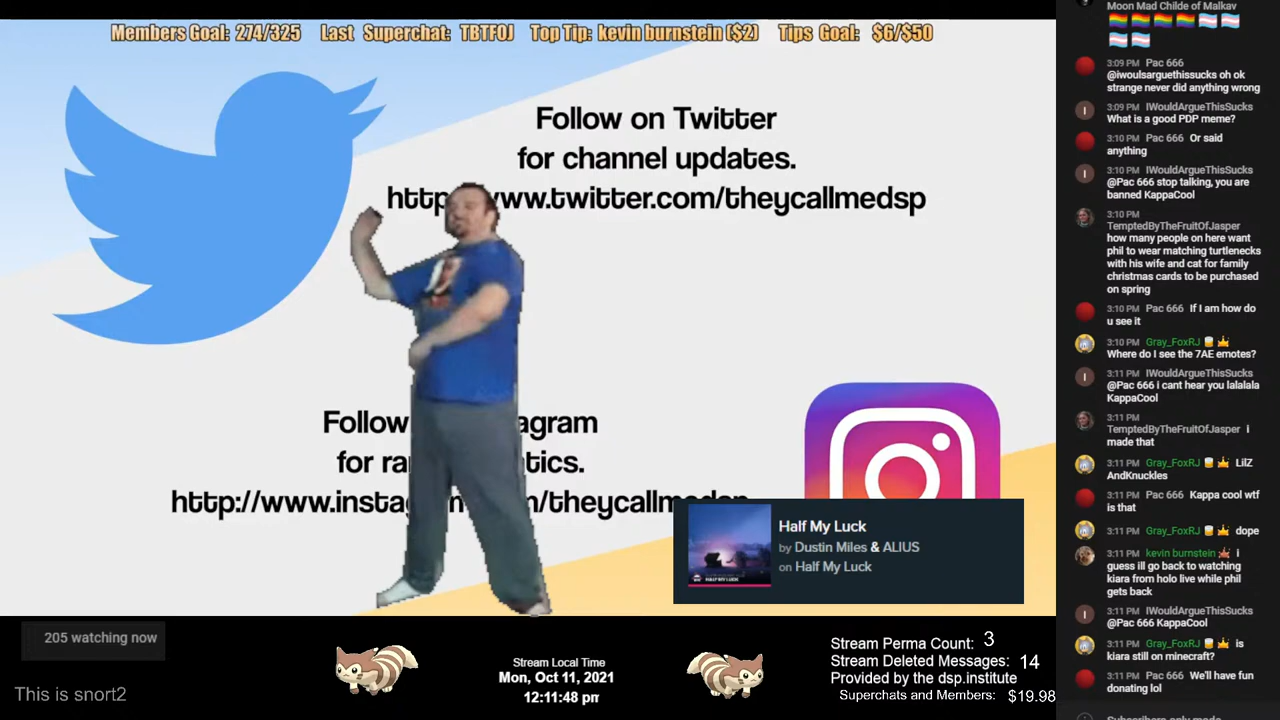 Members Goal: 274/325 Last Superchat: TBTFOJ Top Tip: kevin burnstein ($2) Tips Goal: $6/$50
Follow on Twitter
for channel updates.
http www.twitter.com/theycallmedsp
Follow agram
for ra tics.
http://www.insta m/theycallmedsp
Half My Luck
by Dustin Miles & ALIUS
on Half My Luck
HALF MY LUCK
205 watching now
This is snort2
Stream Local Time
Mon, Oct 11, 2021
12:11:48 pm
Stream Perma Count: 3
Stream Deleted Messages: 14
Provided by the dsp.institute
Superchats and Members: $19.98
Moon Mad Childe of Malkav
3:09 PM Pac 666
@iwoulsarguethissucks oh ok
strange never did anything wrong
3:09 PM IWouldArgueThisSucks
What is a good PDP meme?
3:10 PM Pac 666 Or said
anything
3:10 PM IWouldArgueThisSucks
@Pac 666 stop talking, you are
banned KappaCool
3:10 PM
TemptedByTheFruitOfJasper
how many people on here want
phil to wear matching turtlenecks
with his wife and cat for family
christmas cards to be purchased
on spring
3:10 PM Pac 666 If I am how do
u see it
3:10 PM Gray_FoxRJ
Where do I see the 7AE emotes?
3:11 PM IWouldArgueThisSucks
@Pac 666 i cant hear you lalalala
KappaCool
3:11 PM
TemptedByTheFruitOfJasper i
made that
3:11 PM Gray_FoxRJ LilZ
AndKnuckles
3:11 PM Pac 666 Kappa cool wtf
is that
3:11 PM Gray_FoxRJ dope
3:11 PM kevin burnstein i
guess ill go back to watching
kiara from holo live while phil
gets back
3:11 PM IWouldArgueThisSucks
@Pac 666 KappaCool
3:11 PM Gray_FoxRJ is
kiara still on minecraft?
3:11 PM Pac 666 We'll have fun
donating lol
Subscribers-only mode